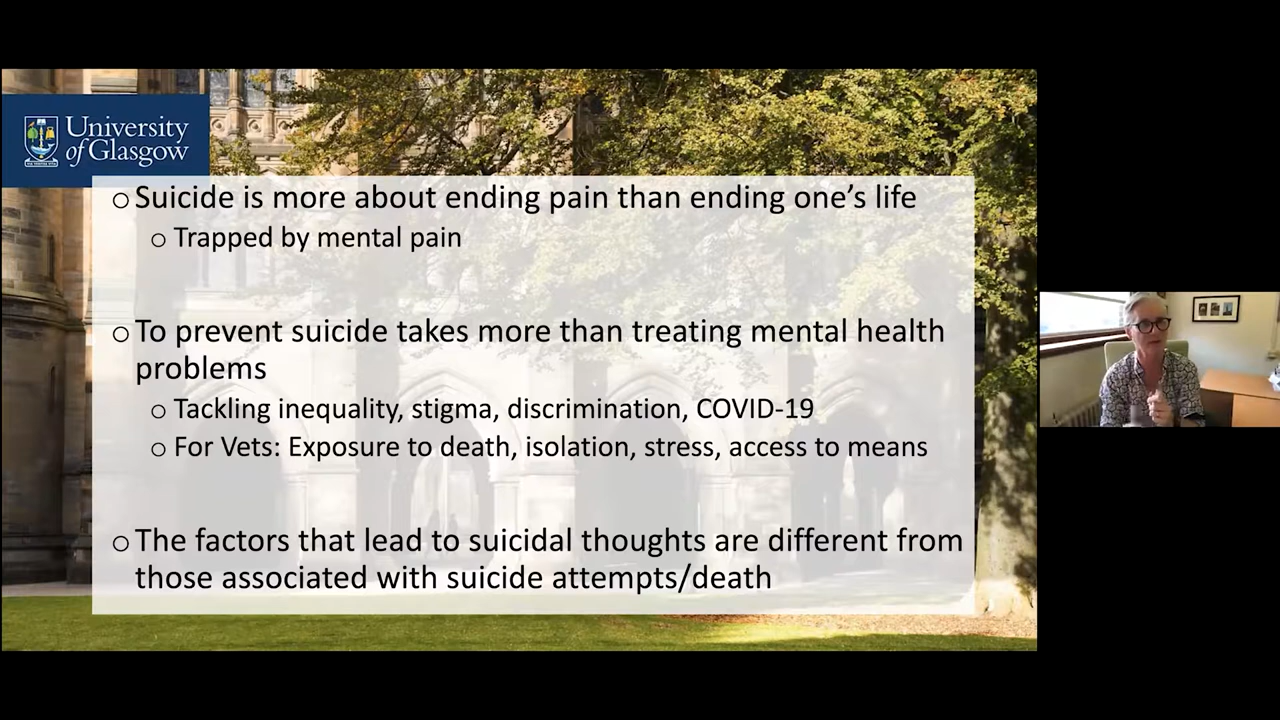 University
of Glasgow
o Suicide is more about ending pain than ending one’s life
o Trapped by mental pain
o To prevent suicide takes more than treating mental health
problems
o Tackling inequality, stigma, discrimination, COVID-19
o For Vets: Exposure to death, isolation, stress, access to means
o The factors that lead to suicidal thoughts are different from
those associated with suicide attempts/death